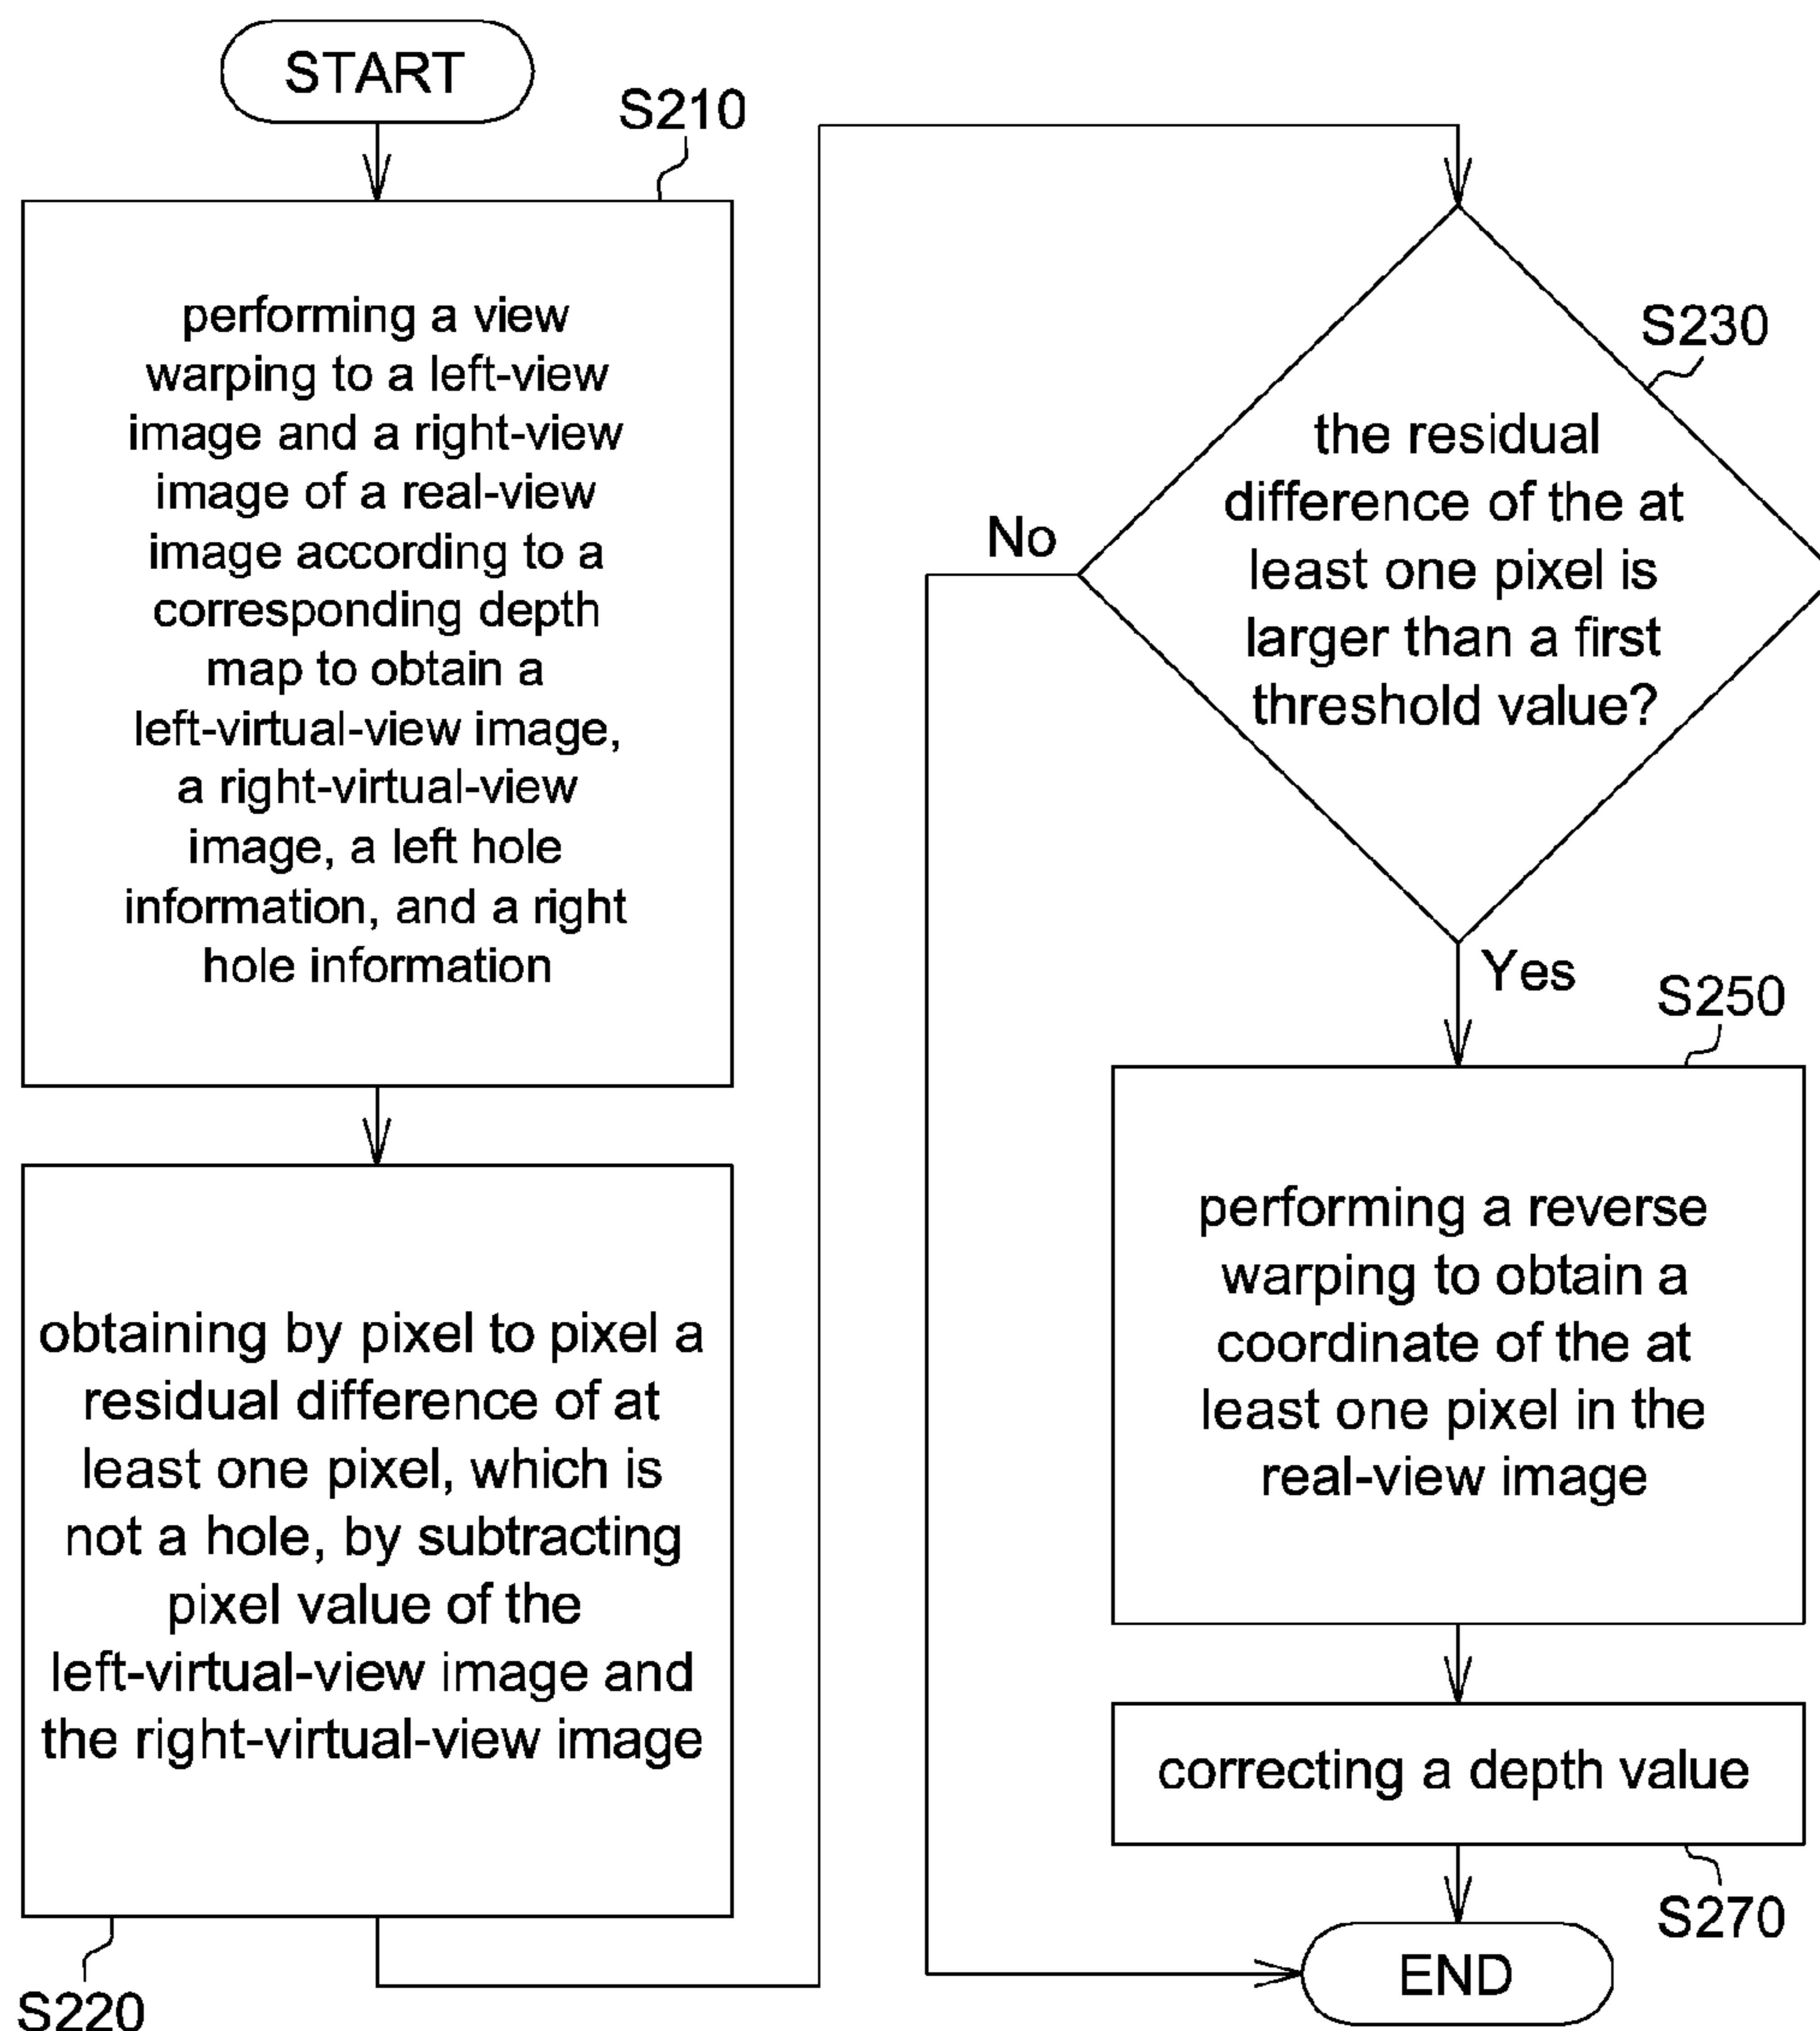 START
S210
performing a view
warping to a left-view
image and a right-view
image of a real-view
image according to a
corresponding depth
map to obtain a
left-virtual-view image,
a right-virtual-view
image, a left hole
information, and a right
hole information
obtaining by pixel to pixel a
residual difference of at
least one pixel, which is
not a hole, by subtracting
pixel value of the
left-virtual-view image and
the right-virtual-view image
S220
S230
the residual
difference of the at
least one pixel is
larger than a first
threshold value?
No
Yes
S250
performing a reverse
warping to obtain a
coordinate of the at
least one pixel in the
real-view image
correcting a depth value
S270
END